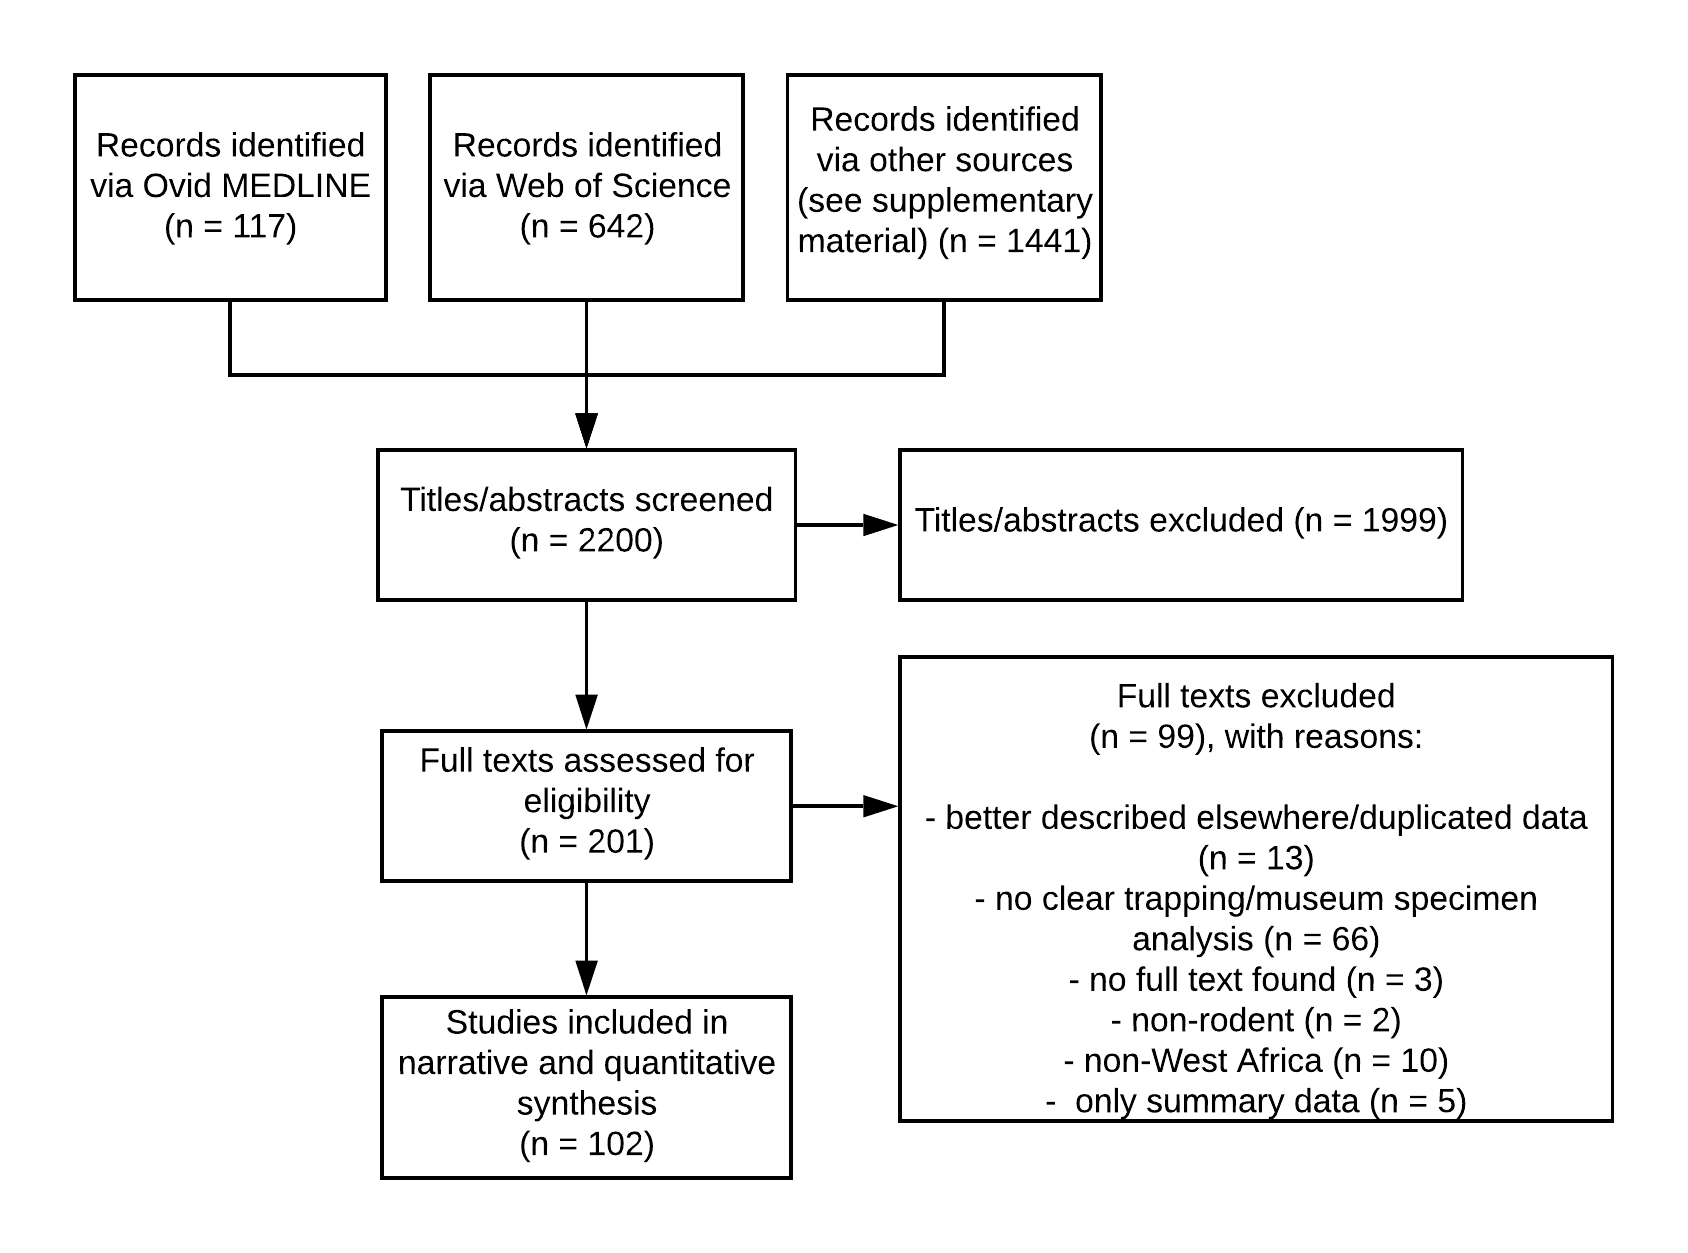 Records identified
via Ovid MEDLINE
(n = 117)
Records identified
via Web of Science
(n = 642)
Records identified
via other sources
(see supplementary
material) (n = 1441)
Titles/abstracts screened
(n = 2200)
Titles/abstracts excluded (n = 1999)
Full texts assessed for
eligibility
(n = 201)
Full texts excluded
(n = 99), with reasons:
- better described elsewhere/duplicated data
(n = 13)
- no clear trapping/museum specimen
analysis (n = 66)
- no full text found (n = 3)
- non-rodent (n = 2)
- non-West Africa (n = 10)
- only summary data (n = 5)
Studies included in
narrative and quantitative
synthesis
(n = 102)